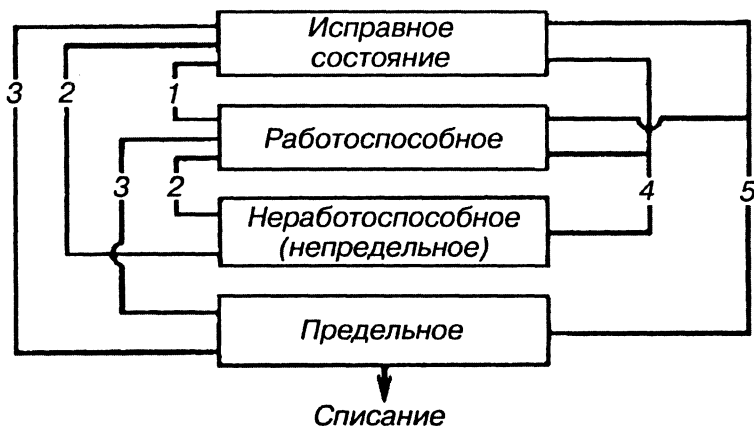 Исправное
состояние
3
2
1
Работоспособное
3
2
4
5
Неработоспособное
(непредельное)
Предельное
Списание